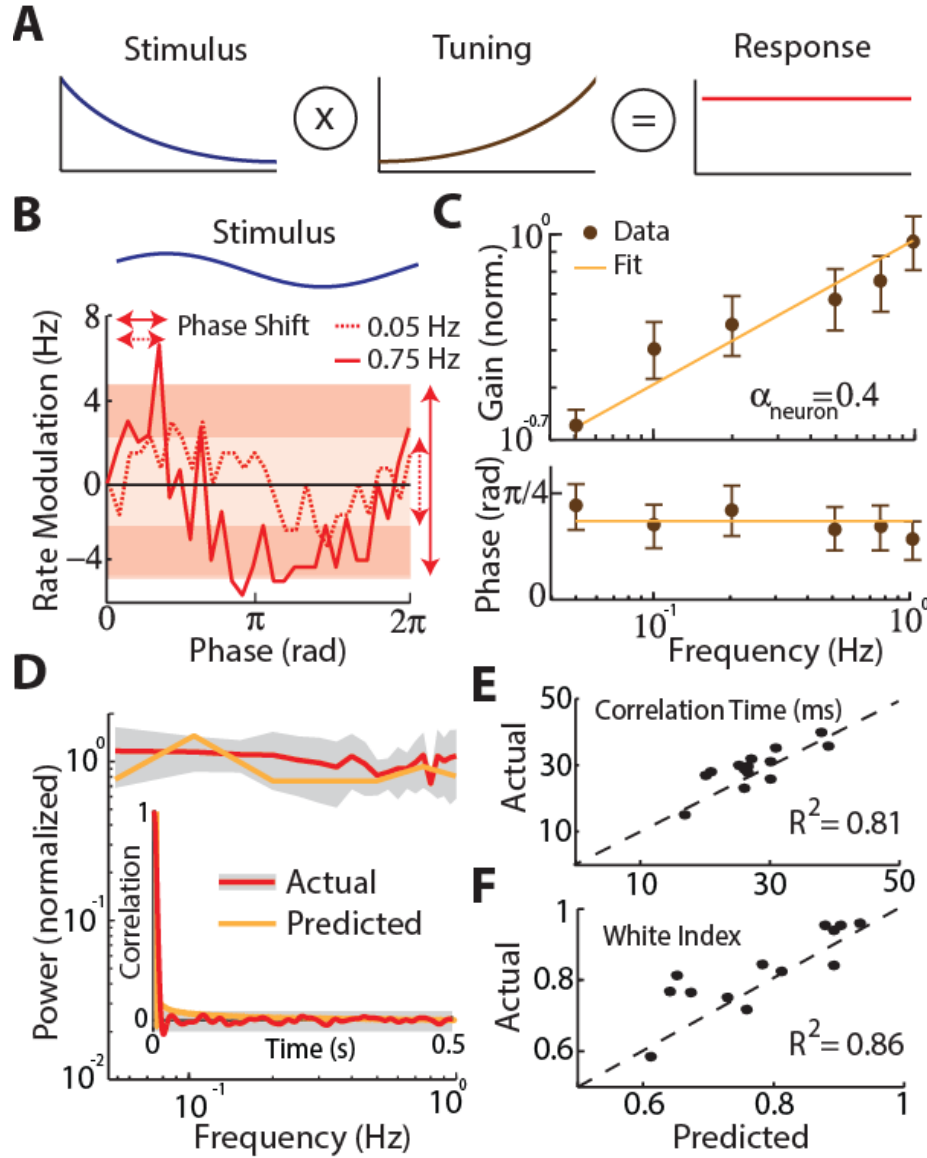 A
Stimulus
Tuning
Response
x
=
B
Stimulus
Rate Modulation (Hz)
8
4
0
−4
Phase Shift
0.05 Hz
0.75 Hz
0
π
2π
Phase (rad)
C
Gain (norm.)
10^0
10^-0.7
Data
Fit
α_neuron=0.4
Phase (rad)
π/4
0
10^-1
10^0
Frequency (Hz)
D
Power (normalized)
10^0
10^-1
10^-2
Correlation
1
0
Actual
Predicted
0
Time (s)
0.5
10^-1
10^0
Frequency (Hz)
E
Actual
50
30
10
Correlation Time (ms)
R² = 0.81
10
30
50
F
Actual
1
0.8
0.6
White Index
R² = 0.86
0.6
0.8
1
Predicted